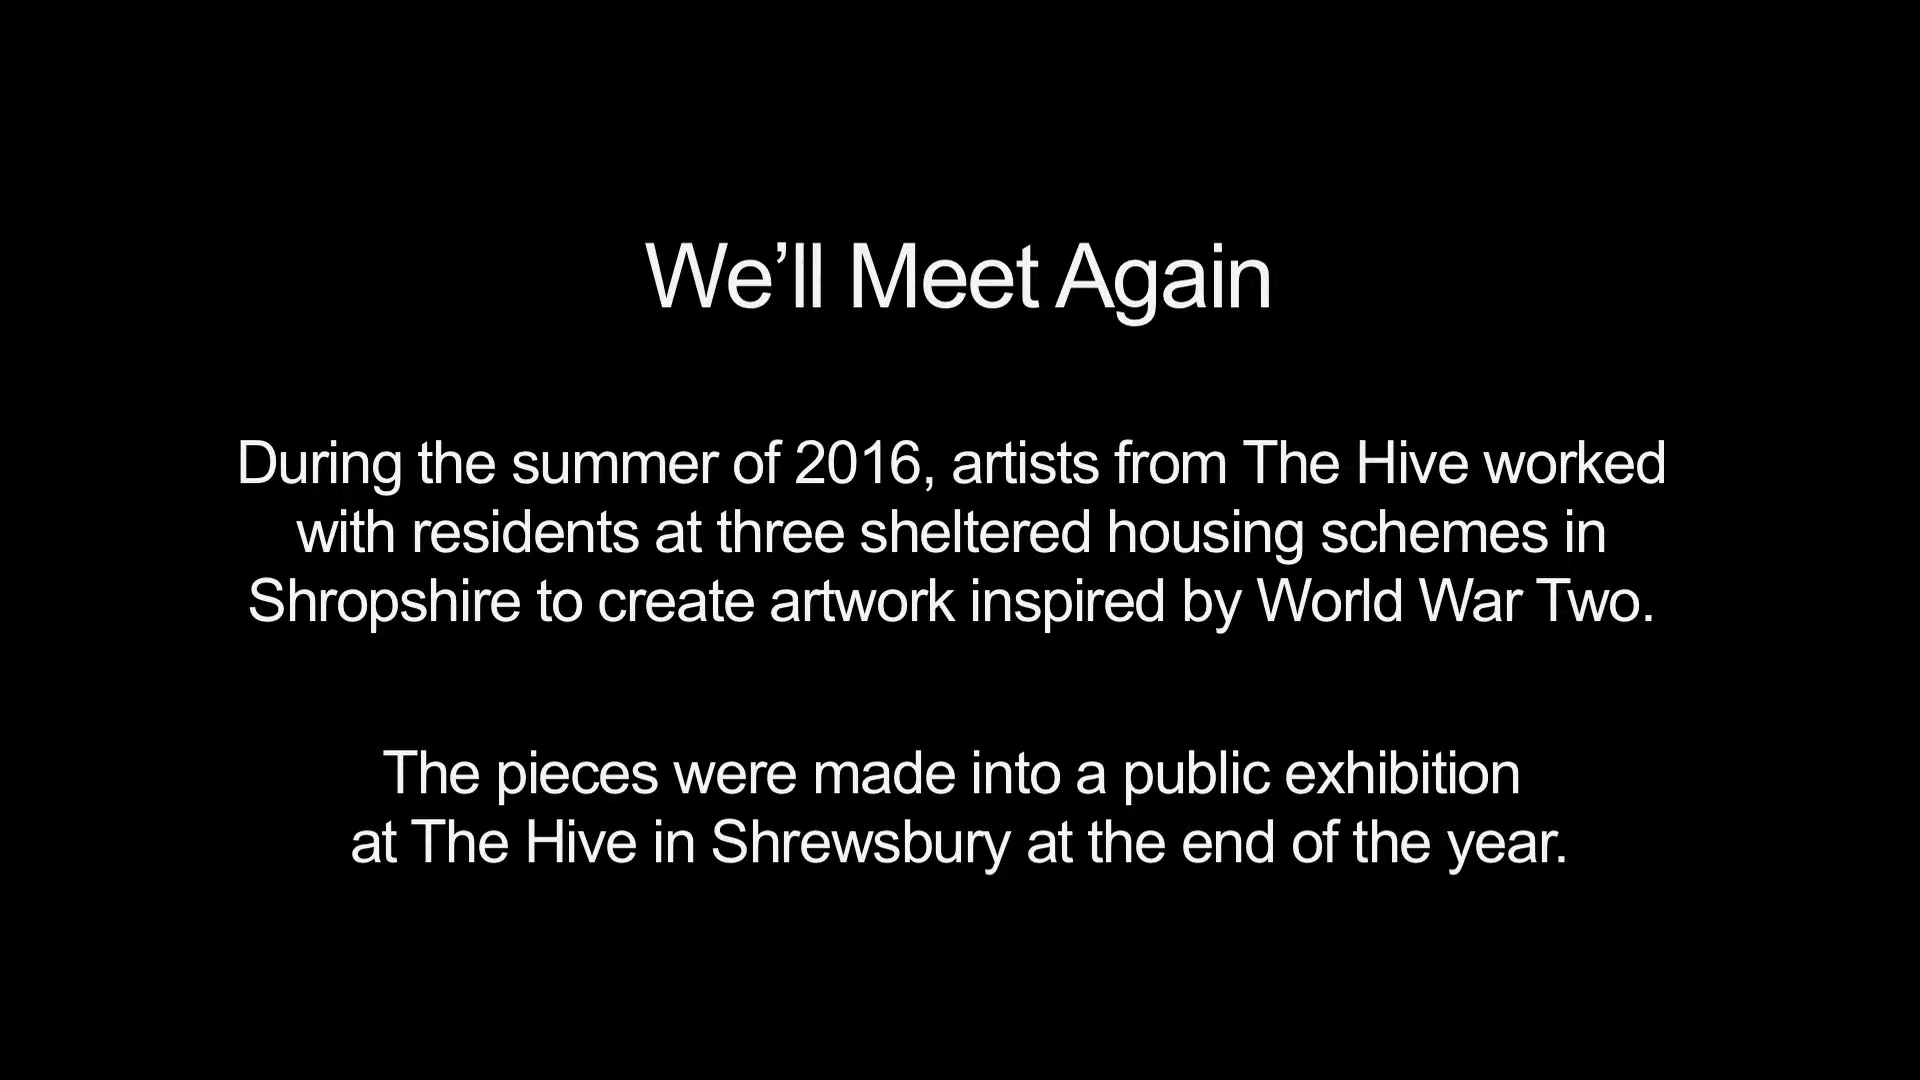 We’ll Meet Again
During the summer of 2016, artists from The Hive worked
with residents at three sheltered housing schemes in
Shropshire to create artwork inspired by World War Two.
The pieces were made into a public exhibition
at The Hive in Shrewsbury at the end of the year.